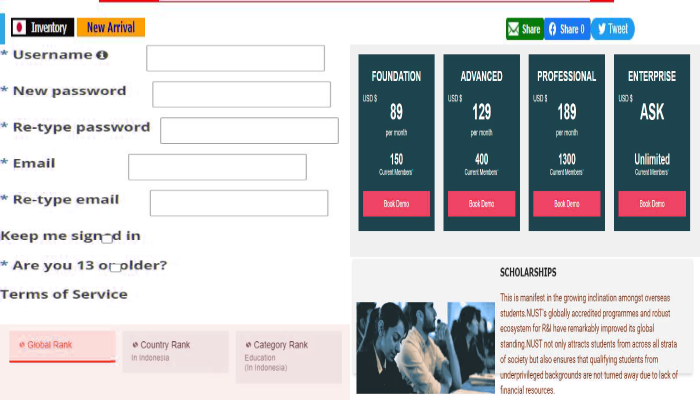 Inventory
New Arrival
Share
Share 0
Tweet
* Username
* New password
* Re-type password
* Email
* Re-type email
Keep me signed in
* Are you 13 or older?
Terms of Service
Global Rank
Country Rank
In Indonesia
Category Rank
Education
(In Indonesia)
FOUNDATION
USD $
89
per month
150
Current Members'
Book Demo
ADVANCED
USD $
129
per month
400
Current Members'
Book Demo
PROFESSIONAL
USD $
189
per month
1300
Current Members'
Book Demo
ENTERPRISE
USD $
ASK
Unlimited
Current Members'
Book Demo
SCHOLARSHIPS
This is manifest in the growing inclination amongst overseas
students.NUST's globally accredited programmes and robust
ecosystem for R&I have remarkably improved its global
standing.NUST not only attracts students from across all strata
of society but also ensures that qualifying students from
underprivileged backgrounds are not turned away due to lack of
financial resources.